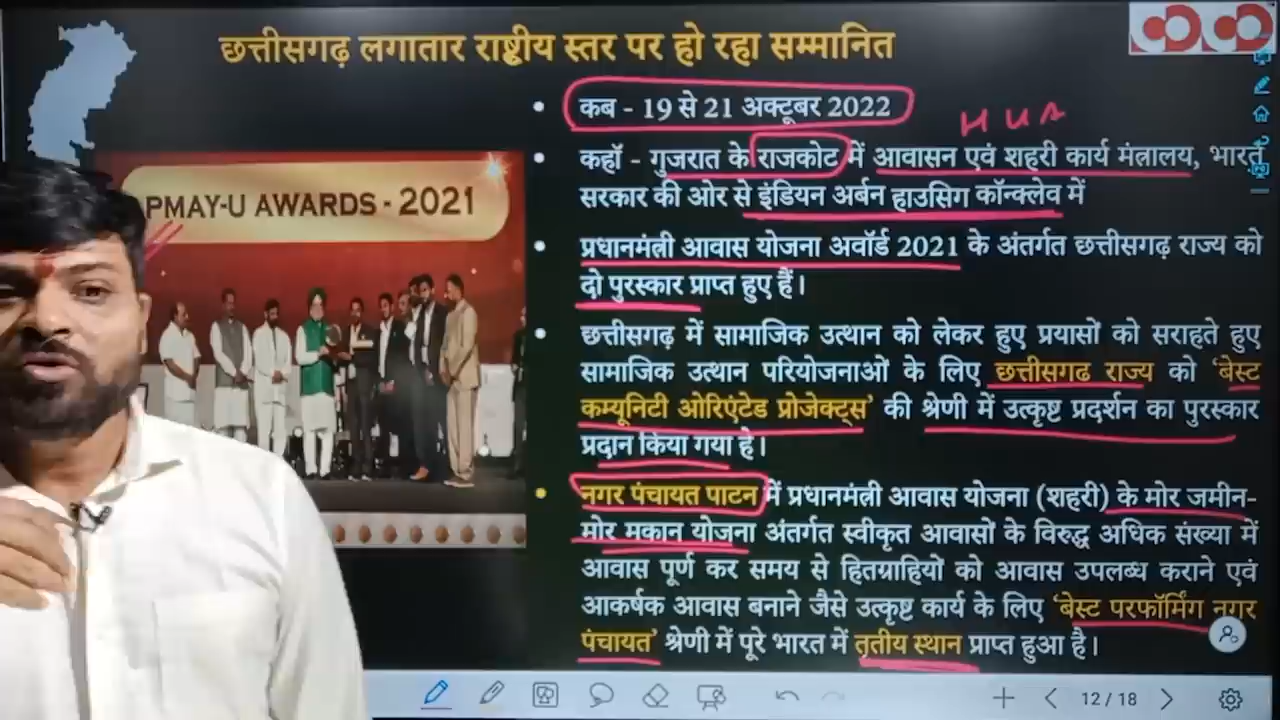 छत्तीसगढ़ लगातार राष्ट्रीय स्तर पर हो रहा सम्मानित
कब - 19 से 21 अक्टूबर 2022
HUA
कहाँ - गुजरात के राजकोट में आवासन एवं शहरी कार्य मंत्रालय, भारत
सरकार की ओर से इंडियन अर्बन हाउसिग कॉन्क्लेव में
PMAY-U AWARDS - 2021
प्रधानमंत्री आवास योजना अवॉर्ड 2021 के अंतर्गत छत्तीसगढ़ राज्य को
दो पुरस्कार प्राप्त हुए हैं।
छत्तीसगढ़ में सामाजिक उत्थान को लेकर हुए प्रयासों को सराहते हुए
सामाजिक उत्थान परियोजनाओं के लिए छत्तीसगढ राज्य को 'बेस्ट
कम्यूनिटी ओरिएंटेड प्रोजेक्ट्स' की श्रेणी में उत्कृष्ट प्रदर्शन का पुरस्कार
प्रदान किया गया है।
नगर पंचायत पाटन में प्रधानमंत्री आवास योजना (शहरी) के मोर जमीन-
मोर मकान योजना अंतर्गत स्वीकृत आवासों के विरुद्ध अधिक संख्या में
आवास पूर्ण कर समय से हितग्राहियों को आवास उपलब्ध कराने एवं
आकर्षक आवास बनाने जैसे उत्कृष्ट कार्य के लिए 'बेस्ट परफॉर्मिंग नगर
पंचायत' श्रेणी में पूरे भारत में तृतीय स्थान प्राप्त हुआ है।
12 / 18